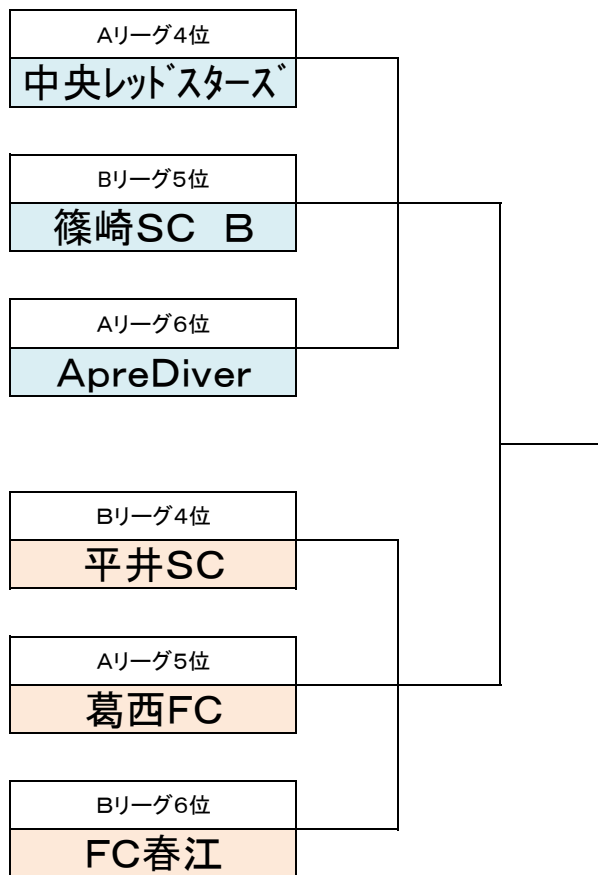 Aリーグ4位
中央レッドスターズ
Bリーグ5位
篠崎SC B
Aリーグ6位
ApreDiver
Bリーグ4位
平井SC
Aリーグ5位
葛西FC
Bリーグ6位
FC春江